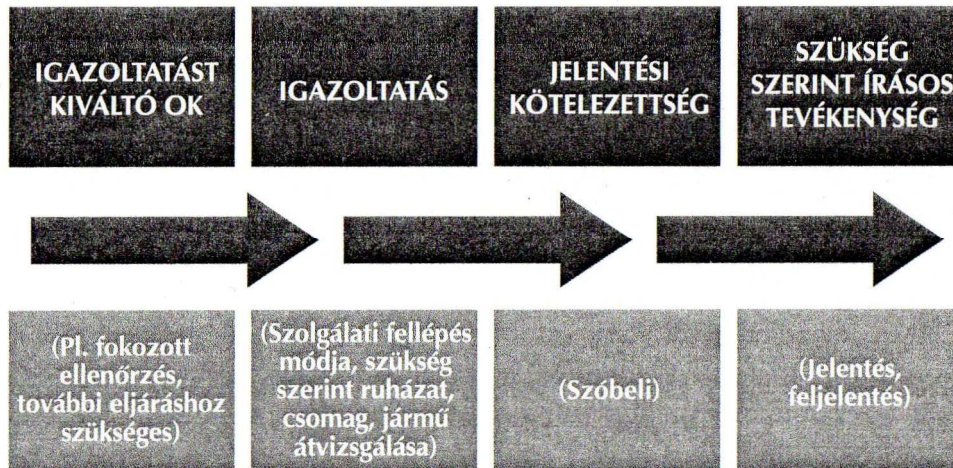 IGAZOLTATÁST
KIVÁLTÓ OK
IGAZOLTATÁS
JELENTÉSI
KÖTELEZETTSÉG
SZÜKSÉG
SZERINT ÍRÁSOS
TEVÉKENYSÉG
(Pl. fokozott
ellenőrzés,
további eljáráshoz
szükséges)
(Szolgálati fellépés
módja, szükség
szerint ruházat,
csomag, jármű
átvizsgálása)
(Szóbeli)
(Jelentés,
feljelentés)